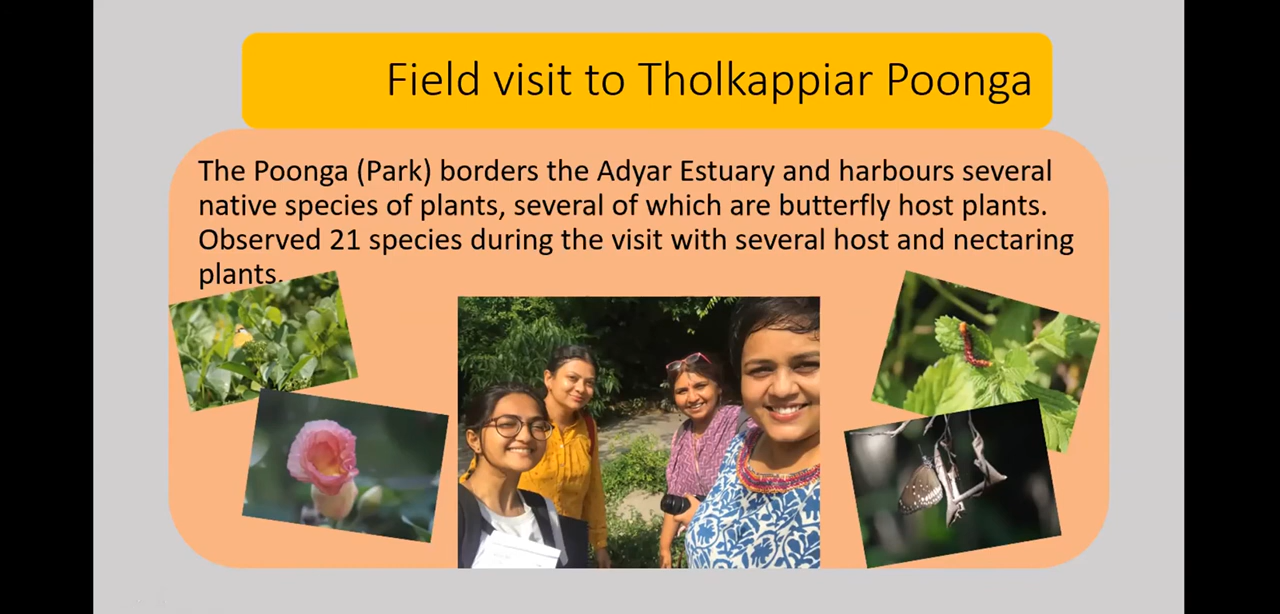 Field visit to Tholkappiar Poonga
The Poonga (Park) borders the Adyar Estuary and harbours several
native species of plants, several of which are butterfly host plants.
Observed 21 species during the visit with several host and nectaring
plants.